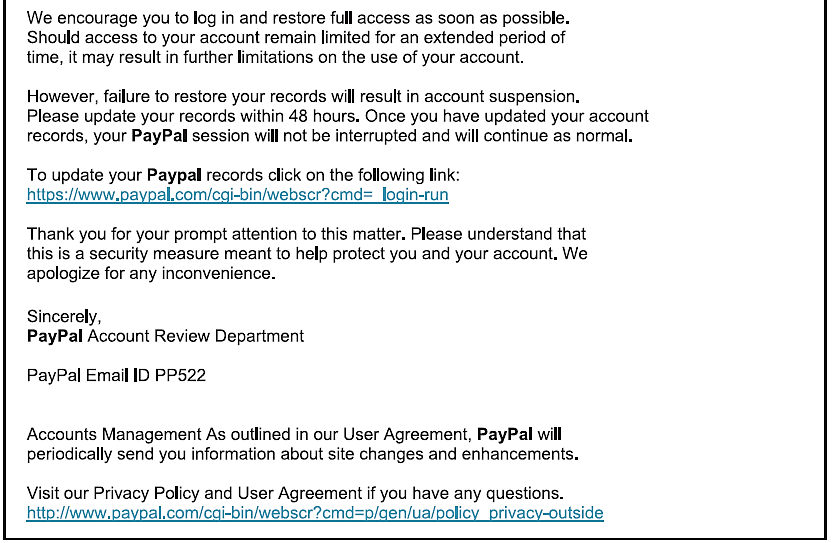 We encourage you to log in and restore full access as soon as possible.
Should access to your account remain limited for an extended period of
time, it may result in further limitations on the use of your account.
However, failure to restore your records will result in account suspension.
Please update your records within 48 hours. Once you have updated your account
records, your PayPal session will not be interrupted and will continue as normal.
To update your Paypal records click on the following link:
https://www.paypal.com/cgi-bin/webscr?cmd=_login-run
Thank you for your prompt attention to this matter. Please understand that
this is a security measure meant to help protect you and your account. We
apologize for any inconvenience.
Sincerely,
PayPal Account Review Department
PayPal Email ID PP522
Accounts Management As outlined in our User Agreement, PayPal will
periodically send you information about site changes and enhancements.
Visit our Privacy Policy and User Agreement if you have any questions.
http://www.paypal.com/cgi-bin/webscr?cmd=p/gen/ua/policy_privacy-outside